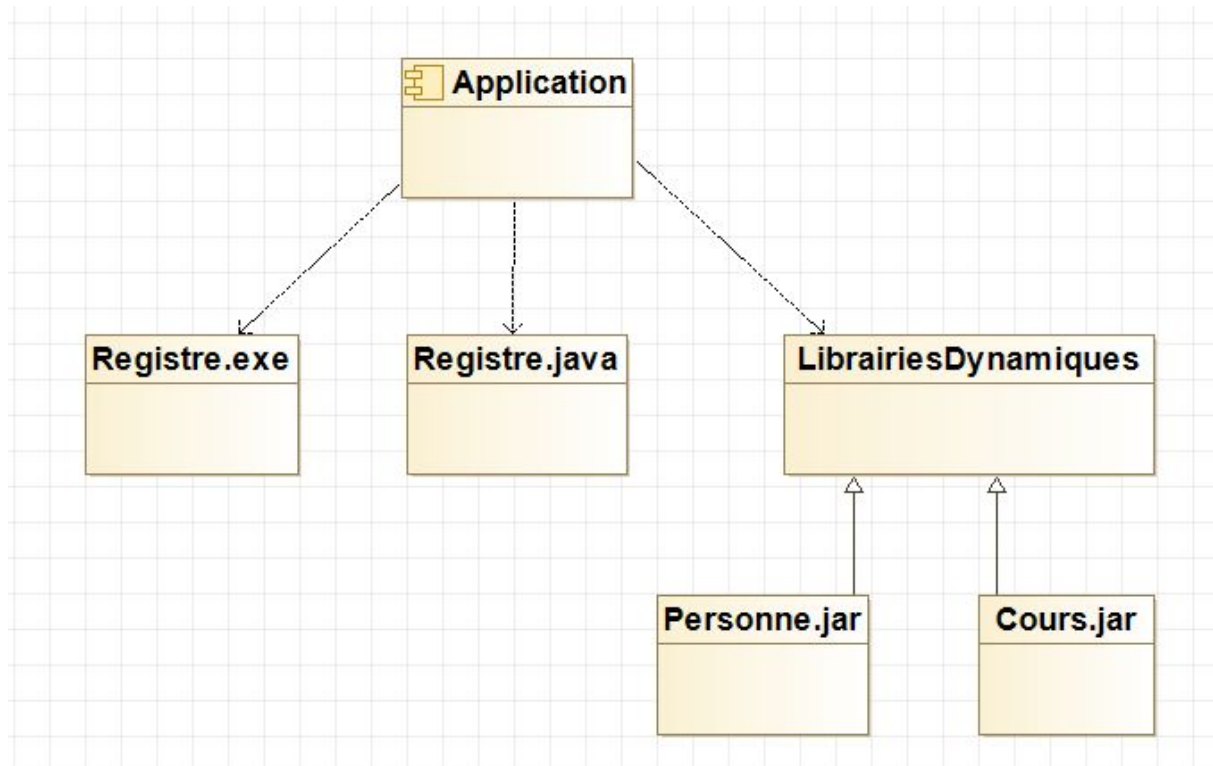 Application
Registre.exe
Registre.java
LibrairiesDynamiques
Personne.jar
Cours.jar